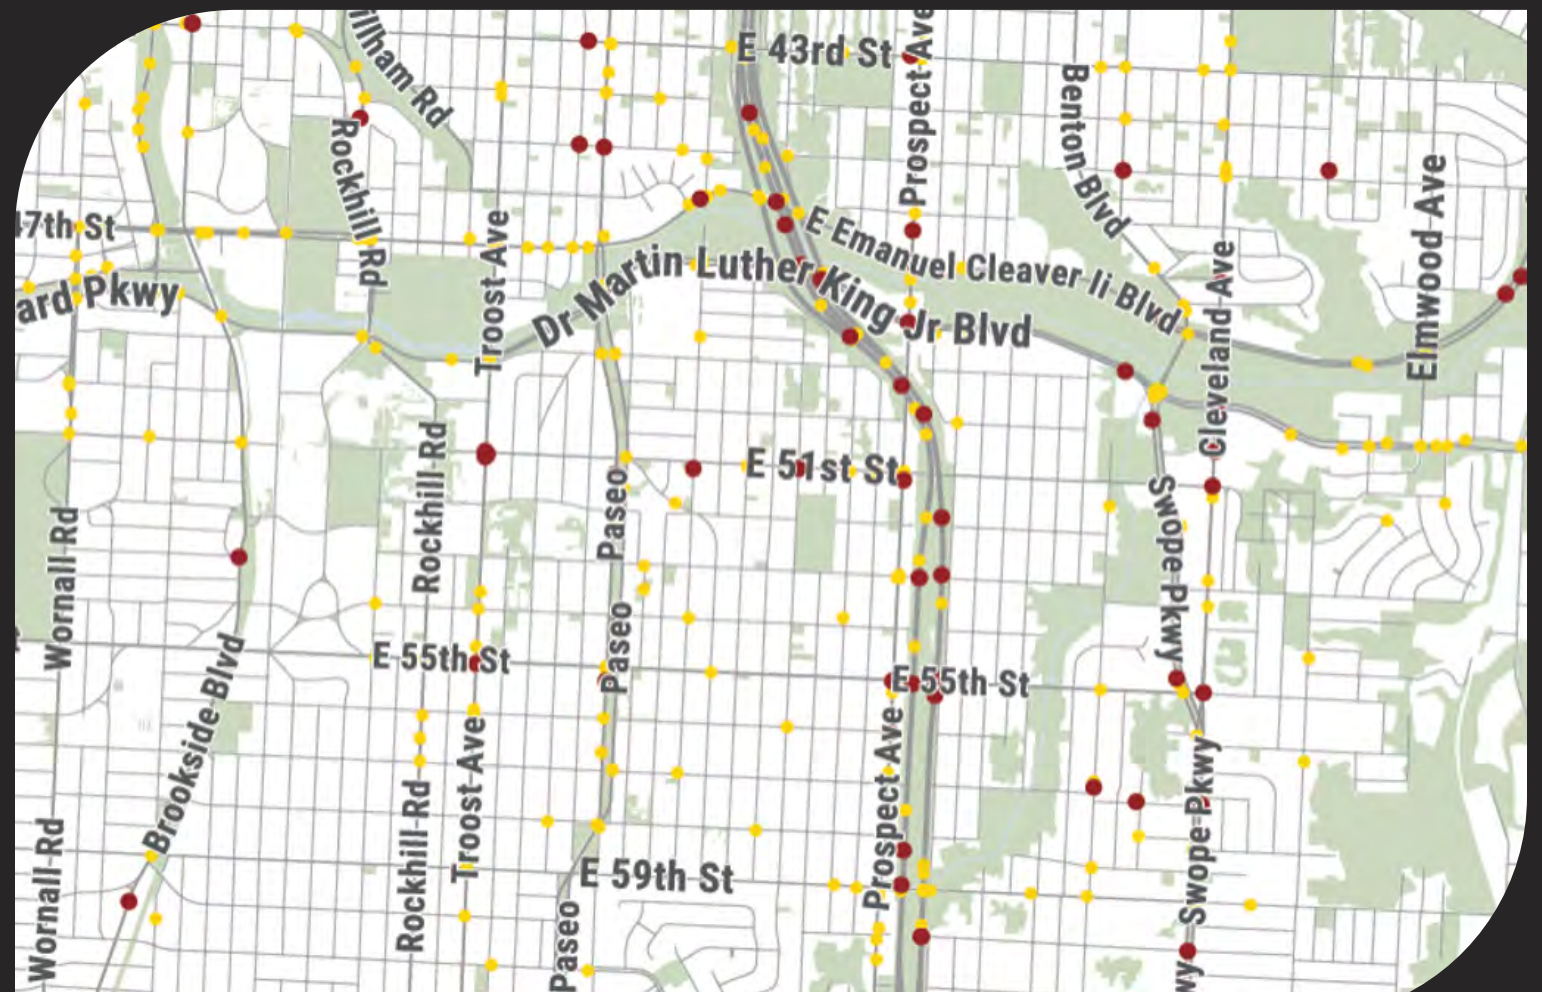 E 43rd St
illham Rd
Prospect Ave
Benton Blvd
Rockhill Rd
47th St
Troost Ave
E Emanuel Cleaver Ii Blvd
Elmwood Ave
Cleveland Ave
ard Pkwy
Dr Martin Luther King Jr Blvd
E 51st St
Rockhill Rd
Paseo
Swope Pkwy
Wornall Rd
Paseo
E 55th St
E 55th St
Brookside Blvd
Troost Ave
Prospect Ave
Rockhill Rd
Swope Pkwy
Wornall Rd
E 59th St
Paseo
wy